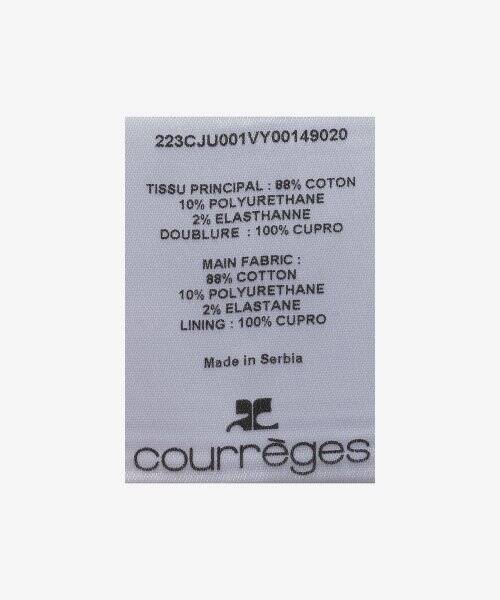 223CJU001VY00149020
TISSU PRINCIPAL : 88% COTON
10% POLYURETHANE
2% ELASTHANNE
DOUBLURE : 100% CUPRO
MAIN FABRIC :
88% COTTON
10% POLYURETHANE
2% ELASTANE
LINING : 100% CUPRO
Made in Serbia
courrèges